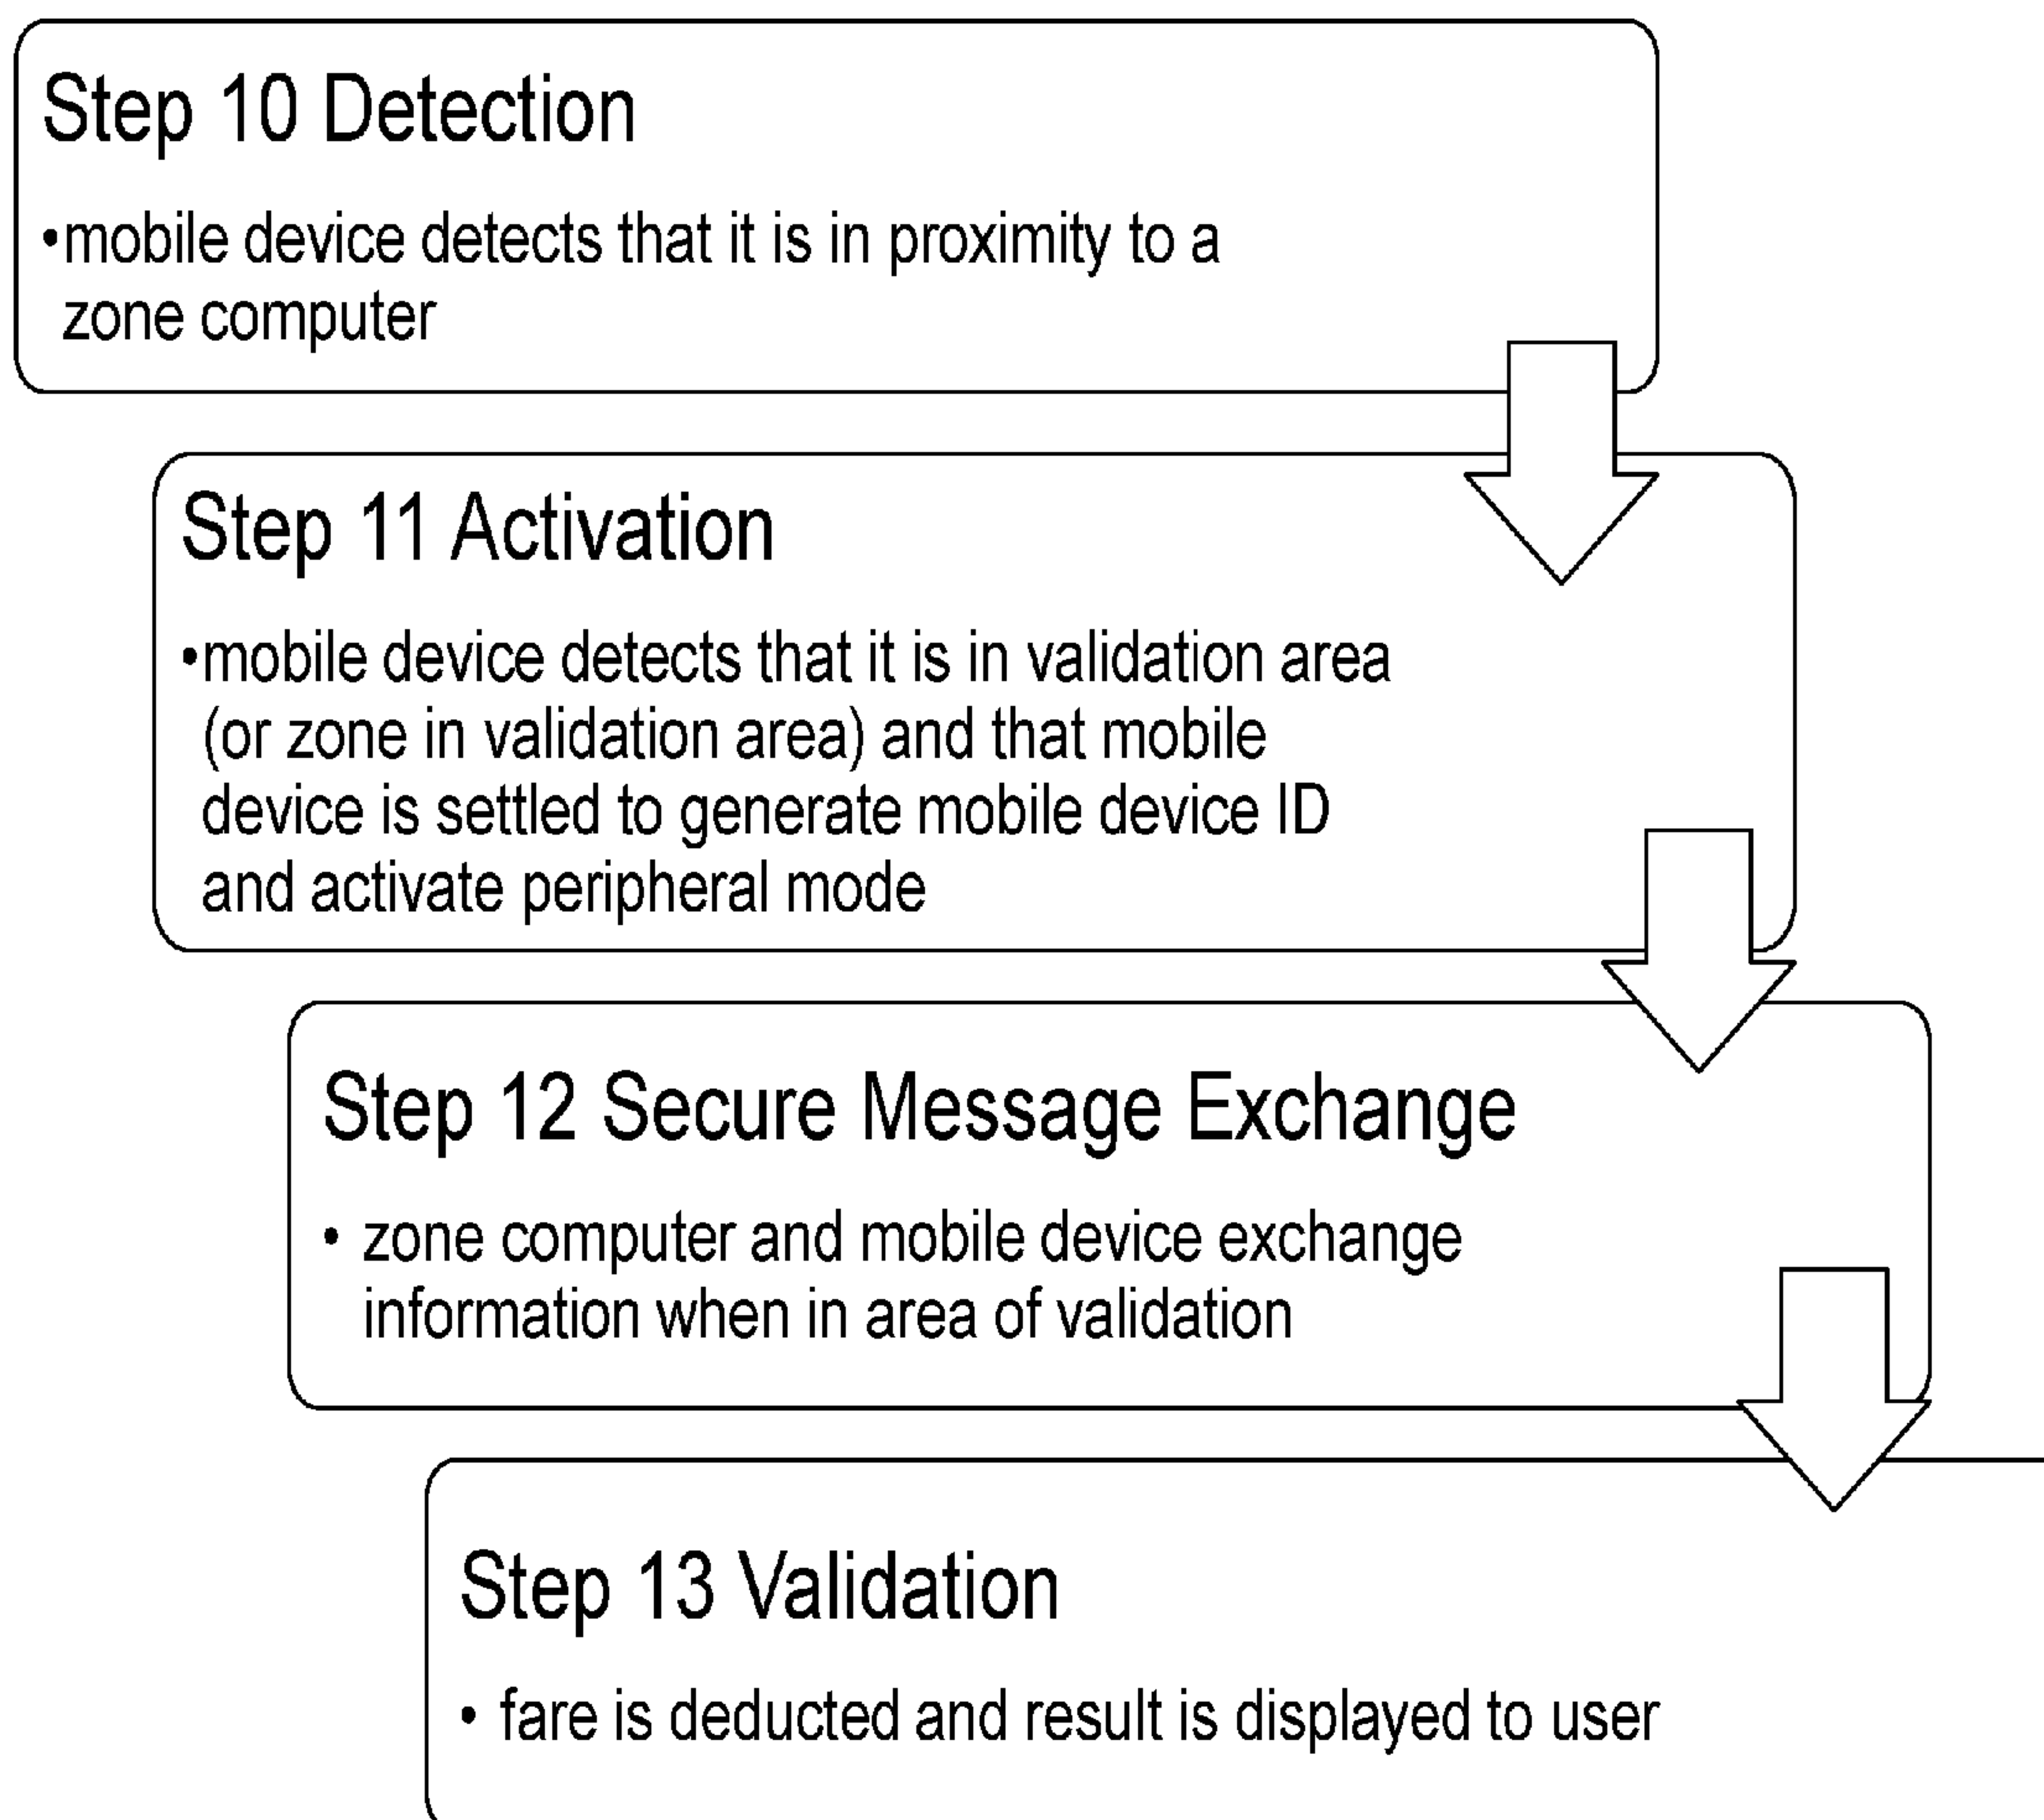 Step 10 Detection
•mobile device detects that it is in proximity to a
zone computer
Step 11 Activation
•mobile device detects that it is in validation area
(or zone in validation area) and that mobile
device is settled to generate mobile device ID
and activate peripheral mode
Step 12 Secure Message Exchange
• zone computer and mobile device exchange
information when in area of validation
Step 13 Validation
• fare is deducted and result is displayed to user